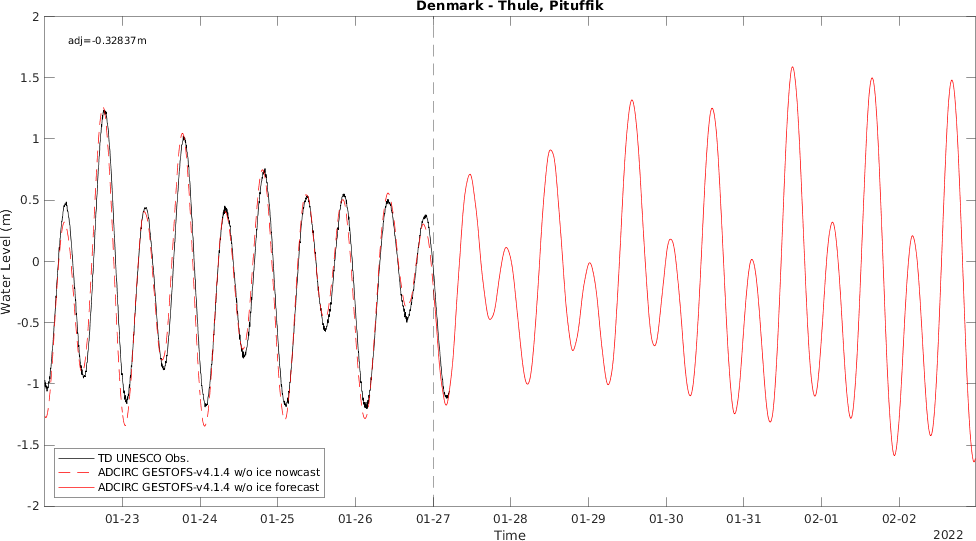 Denmark - Thule, Pituffik
adj=-0.32837m
Water Level (m)
2
1.5
1
0.5
0
-0.5
-1
-1.5
-2
TD UNESCO Obs.
ADCIRC GESTOFS-v4.1.4 w/o ice nowcast
ADCIRC GESTOFS-v4.1.4 w/o ice forecast
01-23 01-24 01-25 01-26 01-27 01-28 01-29 01-30 01-31 02-01 02-02
Time
2022